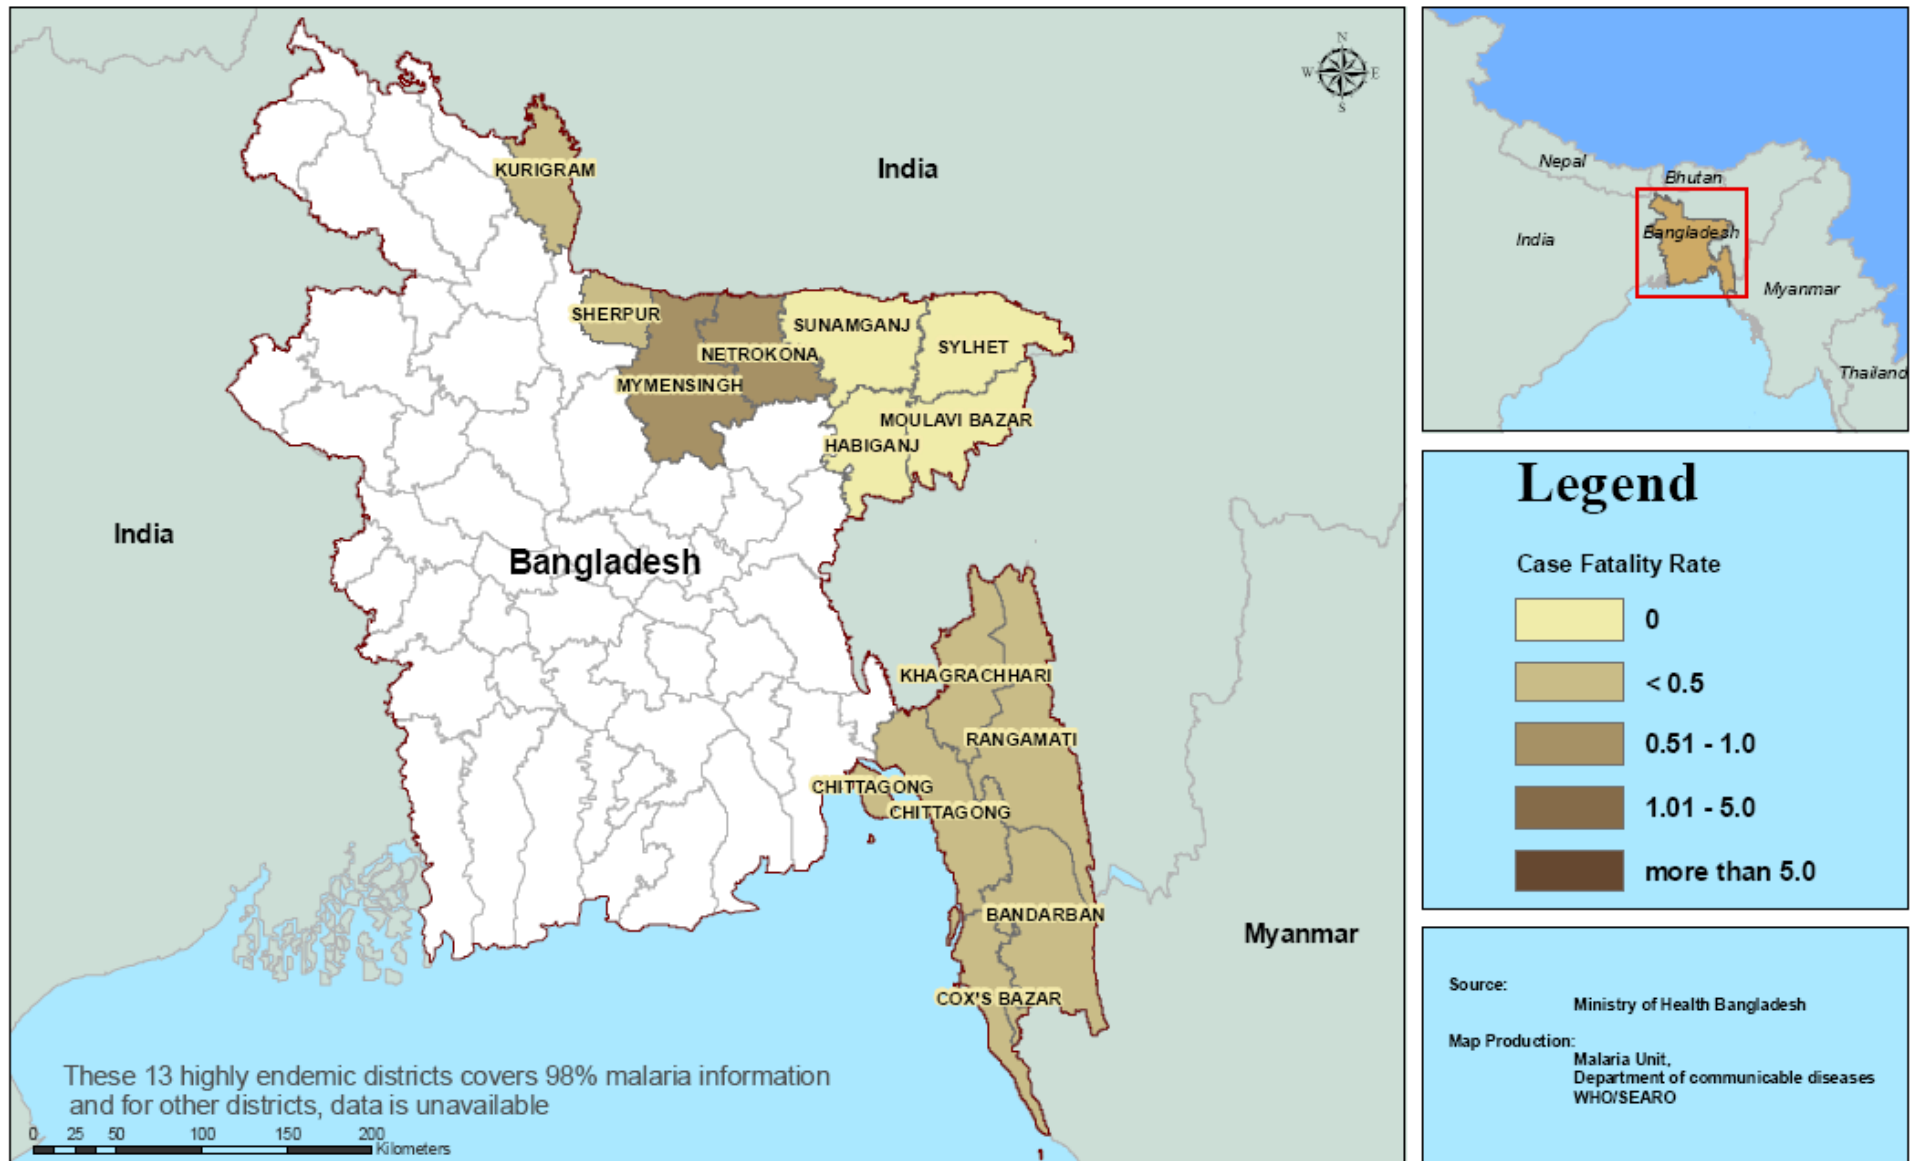 N
W E
S
KURIGRAM
India
SHERPUR
SUNAMGANJ
SYLHET
NETROKONA
MYMENSINGH
MOULAVI BAZAR
HABIGANJ
India
Bangladesh
KHAGRACHHARI
RANGAMATI
CHITTAGONG
CHITTAGONG
BANDARBAN
Myanmar
COX'S BAZAR
These 13 highly endemic districts covers 98% malaria information
and for other districts, data is unavailable
0 25 50 100 150 200
Kilometers
Nepal
Bhutan
India
Bangladesh
Myanmar
Thailand
Legend
Case Fatality Rate
0
< 0.5
0.51 - 1.0
1.01 - 5.0
more than 5.0
Source:
Ministry of Health Bangladesh
Map Production:
Malaria Unit,
Department of communicable diseases
WHO/SEARO